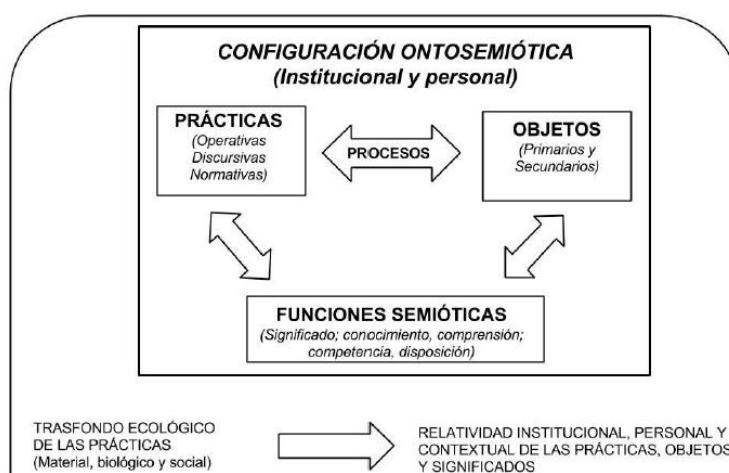 CONFIGURACIÓN ONTOSEMIÓTICA
(Institucional y personal)
PRÁCTICAS
(Operativas
Discursivas
Normativas)
PROCESOS
OBJETOS
(Primarios y
Secundarios)
FUNCIONES SEMIÓTICAS
(Significado; conocimiento, comprensión;
competencia, disposición)
TRASFONDO ECOLÓGICO
DE LAS PRÁCTICAS
(Material, biológico y social)
RELATIVIDAD INSTITUCIONAL, PERSONAL Y
CONTEXTUAL DE LAS PRÁCTICAS, OBJETOS
Y SIGNIFICADOS